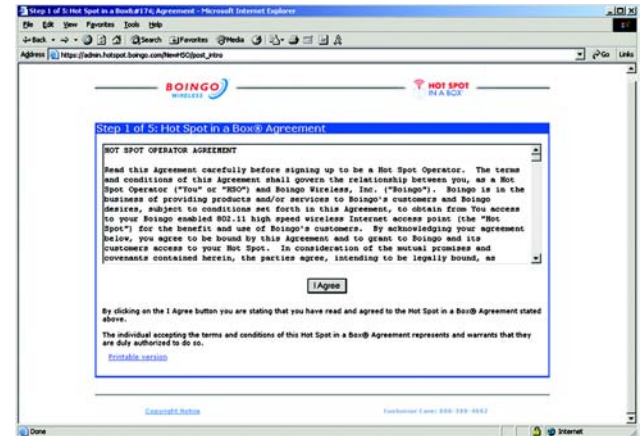 Step 1 of 5: Hot Spot in a Box&#174; Agreement - Microsoft Internet Explorer
File Edit View Favorites Tools Help
Back Search Favorites Media
Address https://admin.hotspot.boingo.com/NewHSO/post_intro Go Links
BOINGO WIRELESS
HOT SPOT IN A BOX
Step 1 of 5: Hot Spot in a Box® Agreement
HOT SPOT OPERATOR AGREEMENT
Read this Agreement carefully before signing up to be a Hot Spot Operator. The terms
and conditions of this Agreement shall govern the relationship between you, as a Hot
Spot Operator ("You" or "HSO") and Boingo Wireless, Inc. ("Boingo"). Boingo is in the
business of providing products and/or services to Boingo's customers and Boingo
desires, subject to conditions set forth in this Agreement, to obtain from You access
to your Boingo enabled 802.11 high speed wireless Internet access point (the "Hot
Spot") for the benefit and use of Boingo's customers. By acknowledging your agreement
below, you agree to be bound by this Agreement and to grant to Boingo and its
customers access to your Hot Spot. In consideration of the mutual promises and
covenants contained herein, the parties agree, intending to be legally bound, as
I Agree
By clicking on the I Agree button you are stating that you have read and agreed to the Hot Spot in a Box® Agreement stated
above.
The individual accepting the terms and conditions of this Hot Spot in a Box® Agreement represents and warrants that they
are duly authorized to do so.
Printable version
Copyright Notice
Customer Care:
Done
Internet